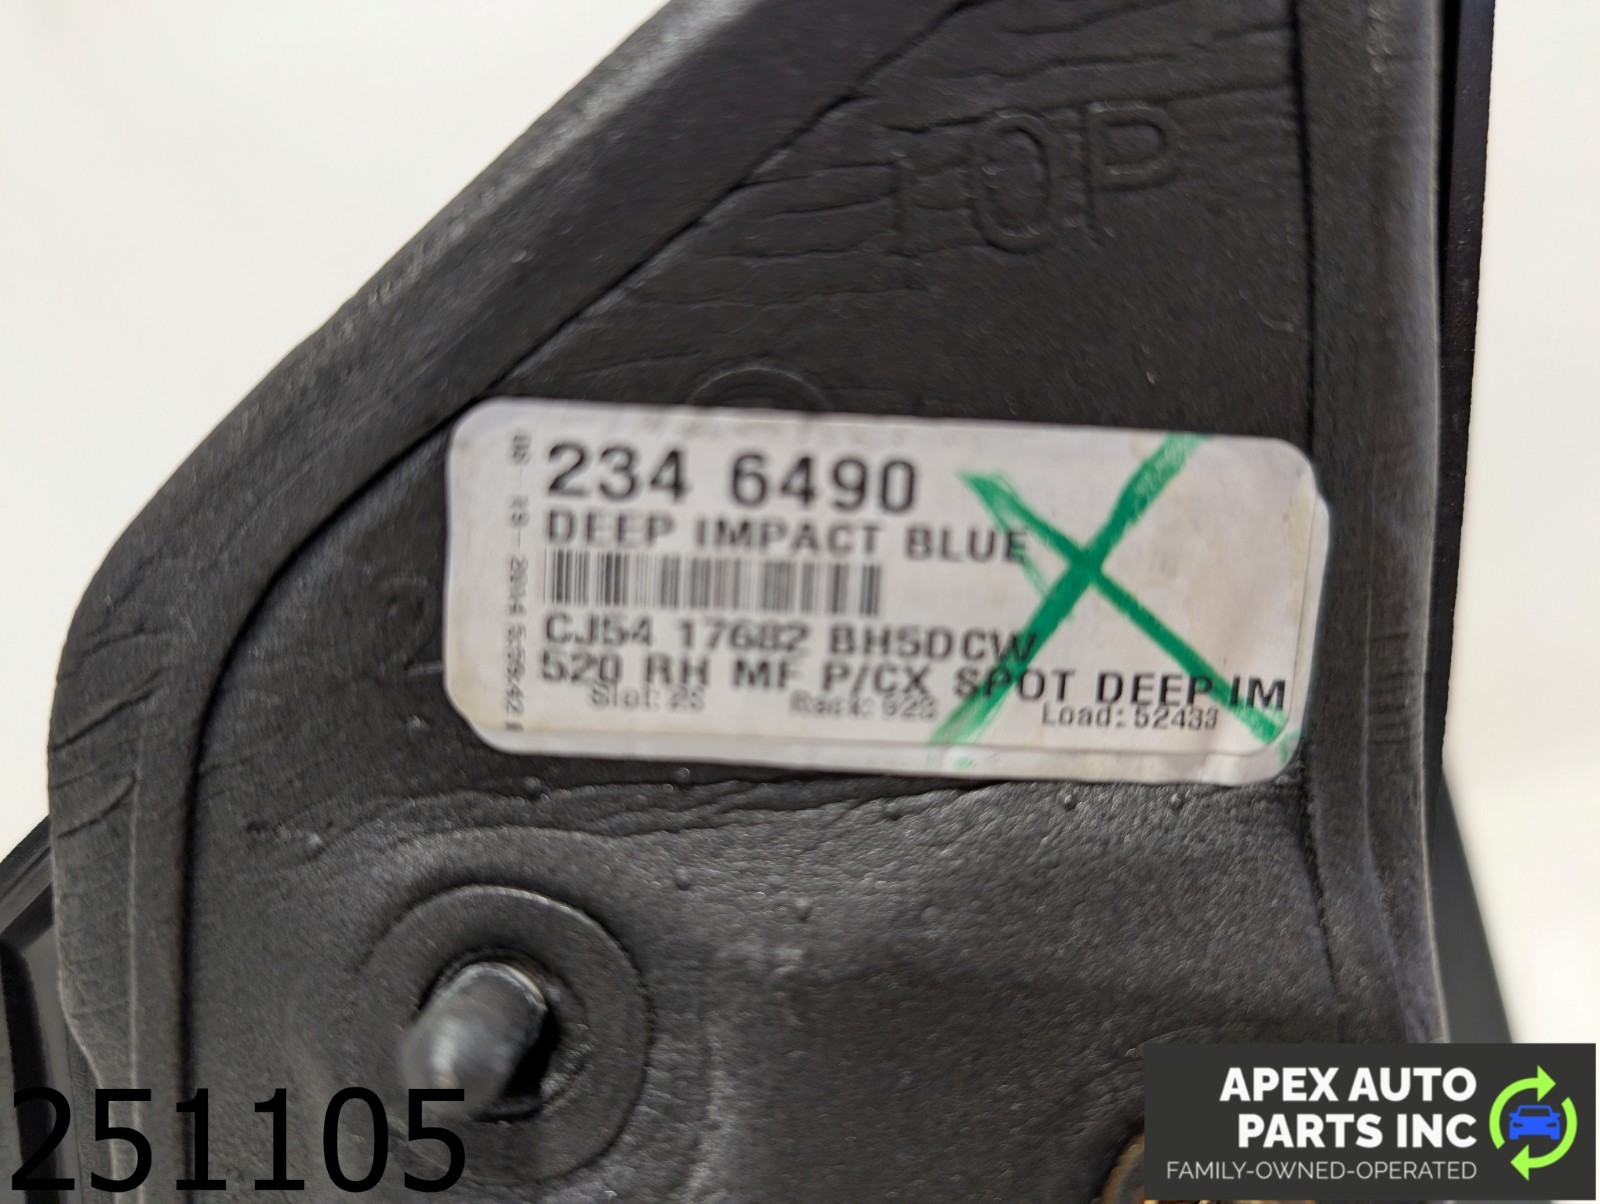 TOP
234 6490
DEEP IMPACT BLUE
CJ54 17682 BH5DCW
520 RH MF P/CX SPOT DEEP IM
Slot: Rack: Load: 52433
251105
APEX AUTO
PARTS INC
FAMILY-OWNED-OPERATED